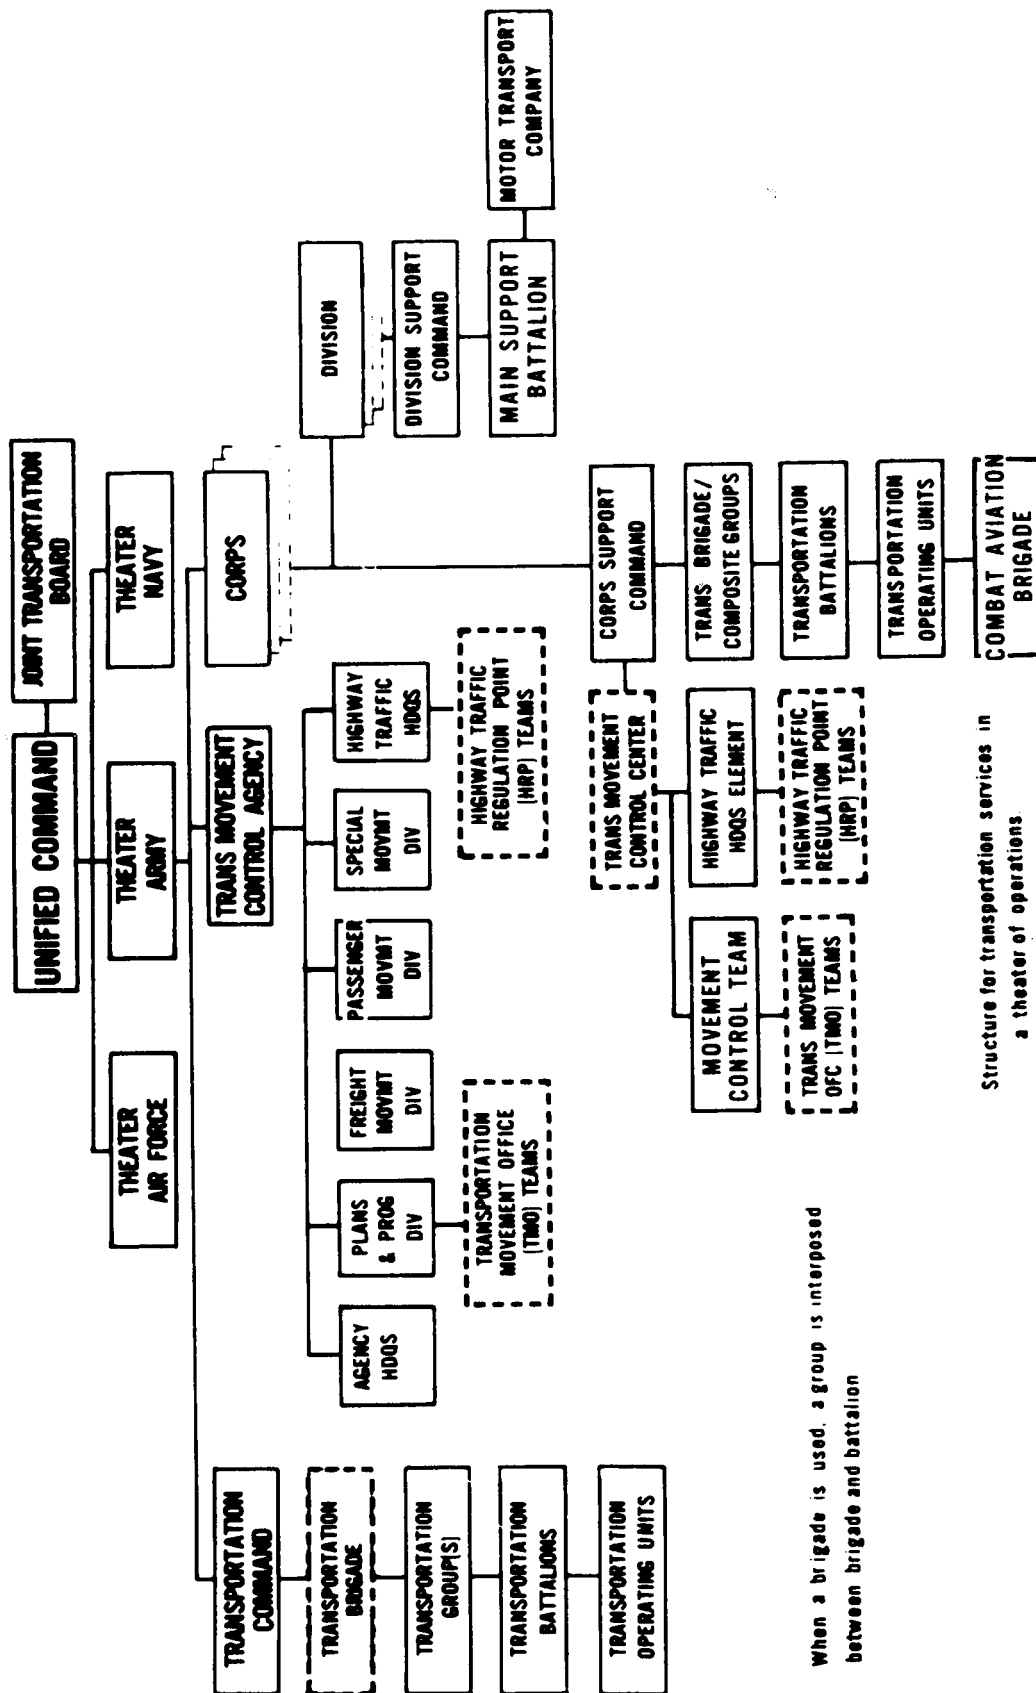 JOINT TRANSPORTATION
BOARD
UNIFIED COMMAND
THEATER
AIR FORCE
THEATER
ARMY
THEATER
NAVY
TRANSPORTATION
COMMAND
TRANS MOVEMENT
CONTROL AGENCY
CORPS
TRANSPORTATION
BRIGADE
TRANSPORTATION
GROUP(S)
TRANSPORTATION
BATTALIONS
TRANSPORTATION
OPERATING UNITS
AGENCY
HDQS
PLANS
& PROG
DIV
FREIGHT
MOVMT
DIV
PASSENGER
MOVMT
DIV
SPECIAL
MOVMT
DIV
HIGHWAY
TRAFFIC
HDQS
TRANSPORTATION
MOVEMENT OFFICE
(TMO) TEAMS
HIGHWAY TRAFFIC
REGULATION POINT
(HRP) TEAMS
DIVISION
DIVISION SUPPORT
COMMAND
MAIN SUPPORT
BATTALION
MOTOR TRANSPORT
COMPANY
TRANS MOVEMENT
CONTROL CENTER
CORPS SUPPORT
COMMAND
MOVEMENT
CONTROL TEAM
HIGHWAY TRAFFIC
HDQS ELEMENT
TRANS BRIGADE/
COMPOSITE GROUPS
TRANS MOVEMENT
OFC (TMO) TEAMS
HIGHWAY TRAFFIC
REGULATION POINT
(HRP) TEAMS
TRANSPORTATION
BATTALIONS
TRANSPORTATION
OPERATING UNITS
COMBAT AVIATION
BRIGADE
When a brigade is used, a group is interposed
between brigade and battalion
Structure for transportation services in
a theater of operations